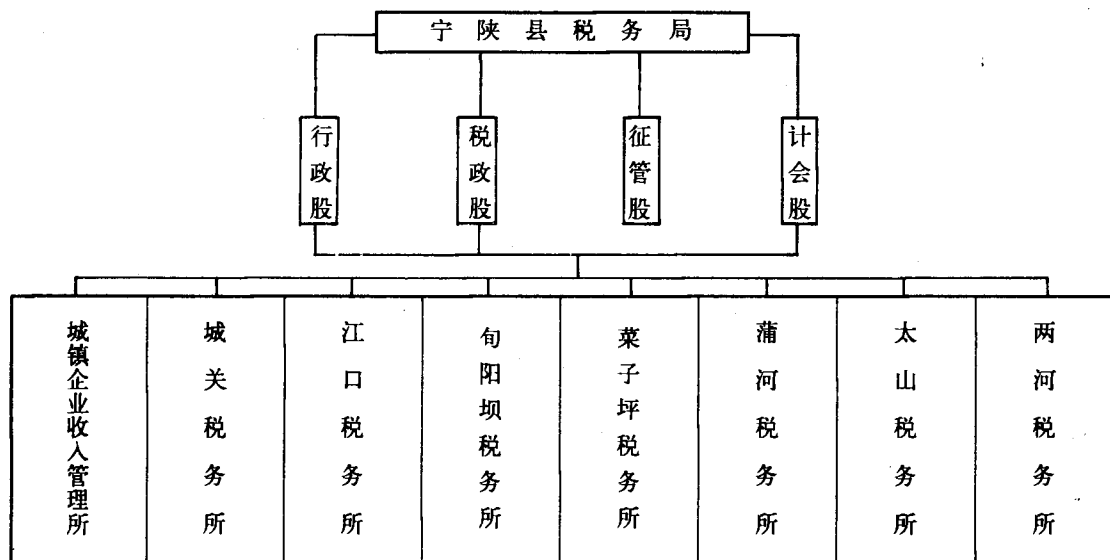 宁陕县税务局
行政股
税政股
征管股
计会股
城镇企业收入管理所
城关税务所
江口税务所
旬阳坝税务所
菜子坪税务所
蒲河税务所
太山税务所
两河税务所